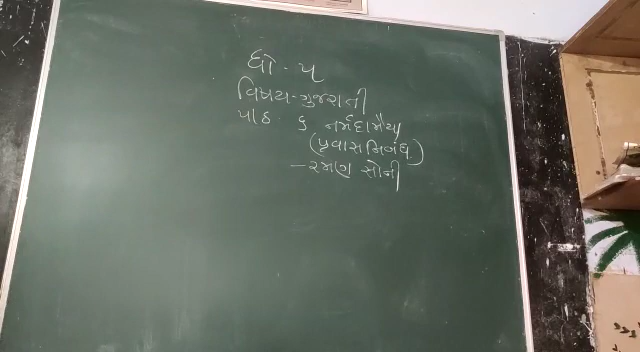 ધો - ૫
વિષય - ગુજરાતી
પાઠ. ૬ નર્મદામૈયા
(પ્રવાસનિબંધ)
- રમણ સોની